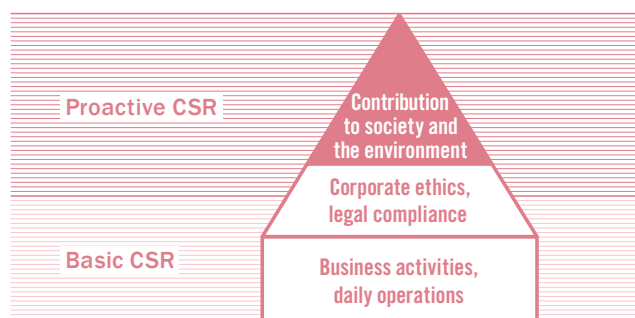 Proactive CSR
Contribution
to society and
the environment
Corporate ethics,
legal compliance
Basic CSR
Business activities,
daily operations